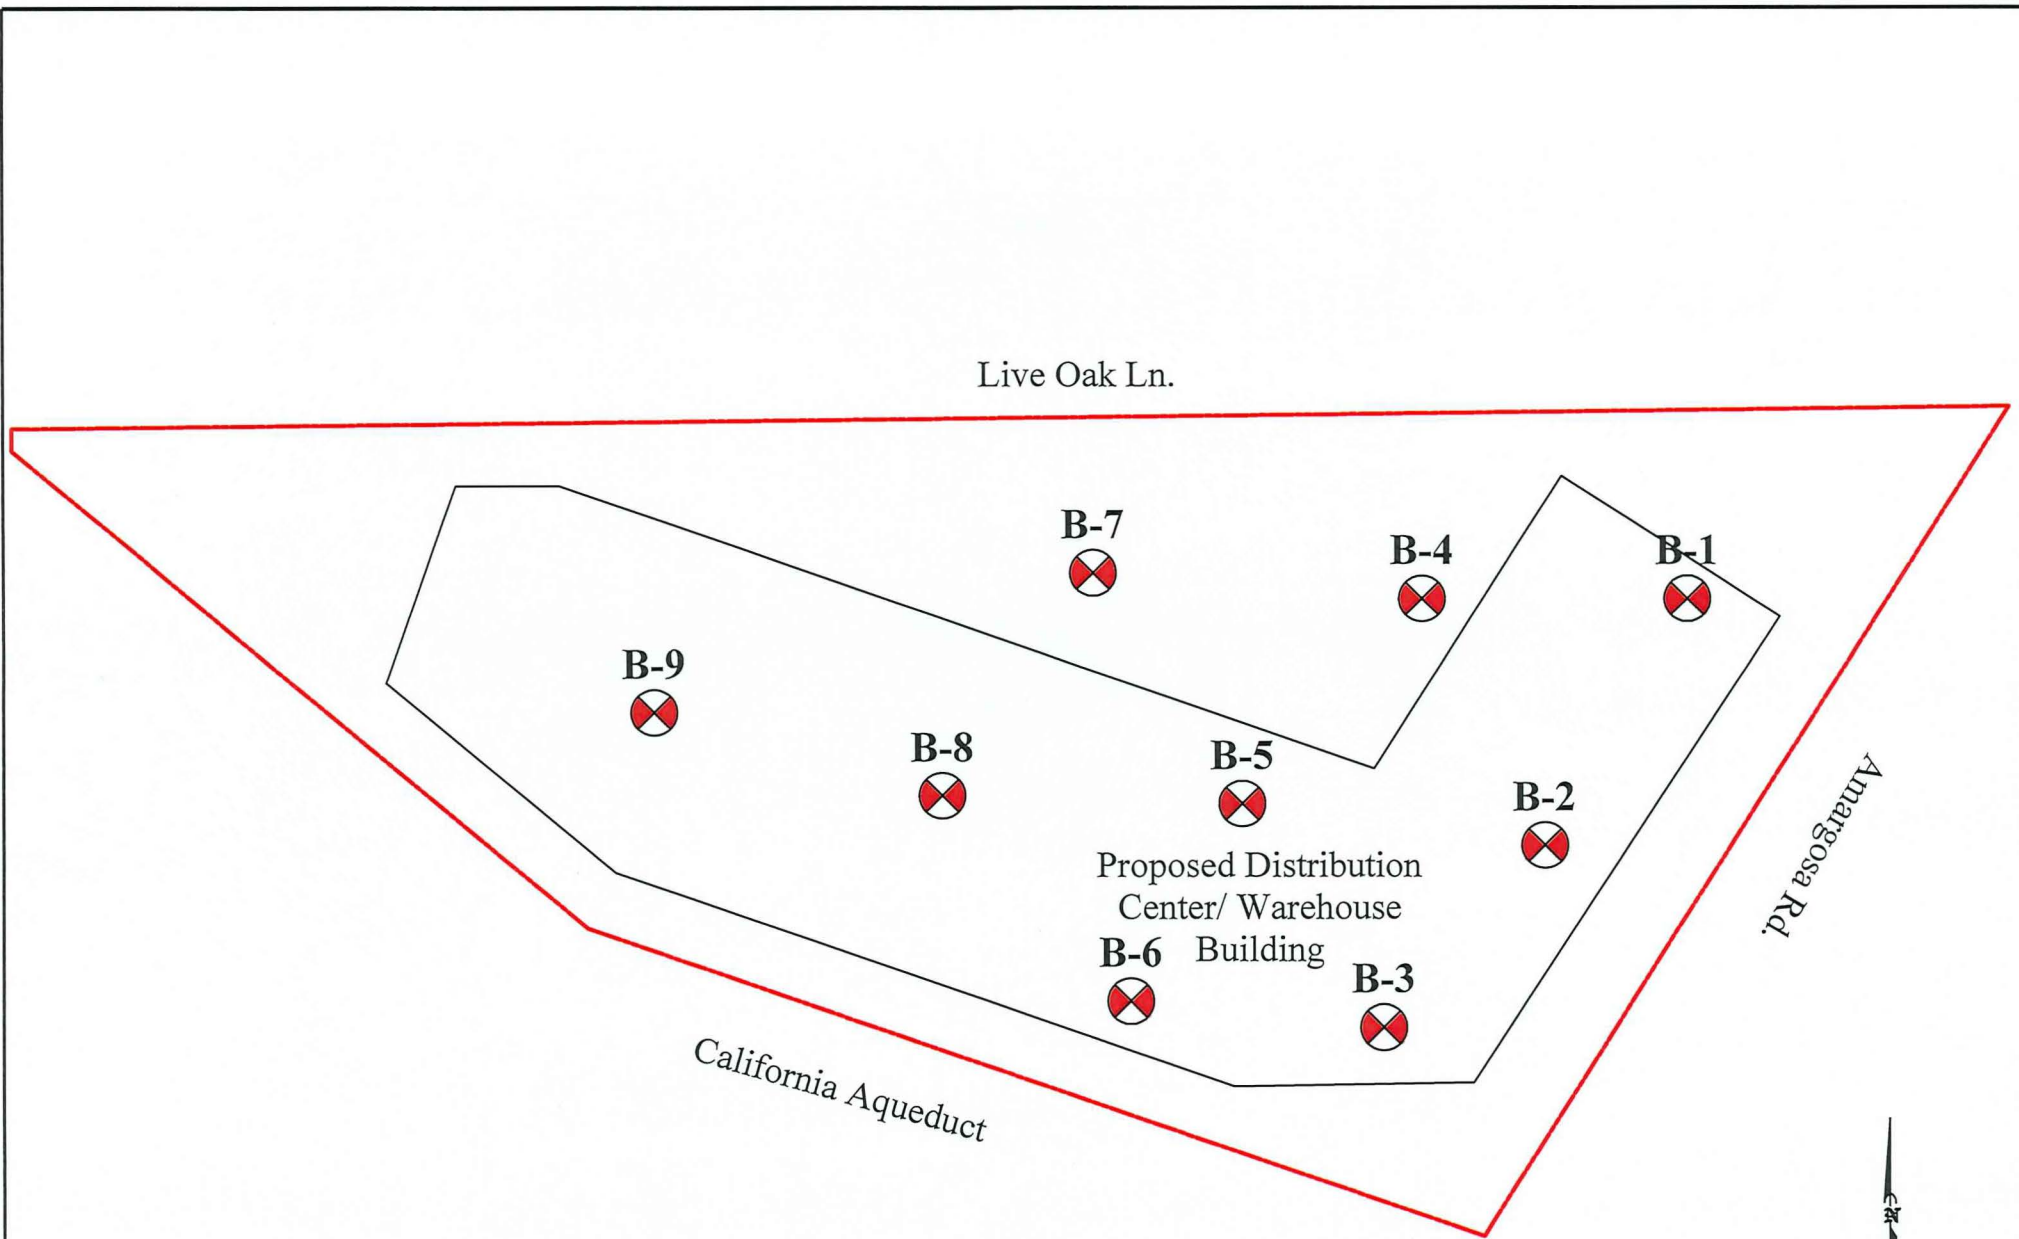 Live Oak Ln.
B-7
B-4
B-1
B-9
B-8
B-5
B-2
Amargosa Rd.
Proposed Distribution
Center/ Warehouse
Building
B-6
B-3
California Aqueduct